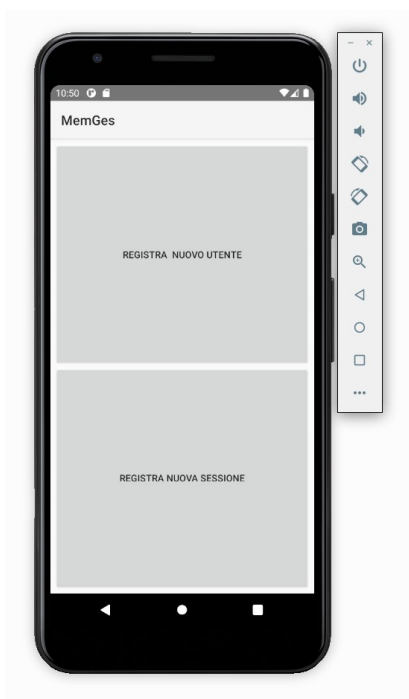 10:50
MemGes
REGISTRA  NUOVO UTENTE
REGISTRA NUOVA SESSIONE